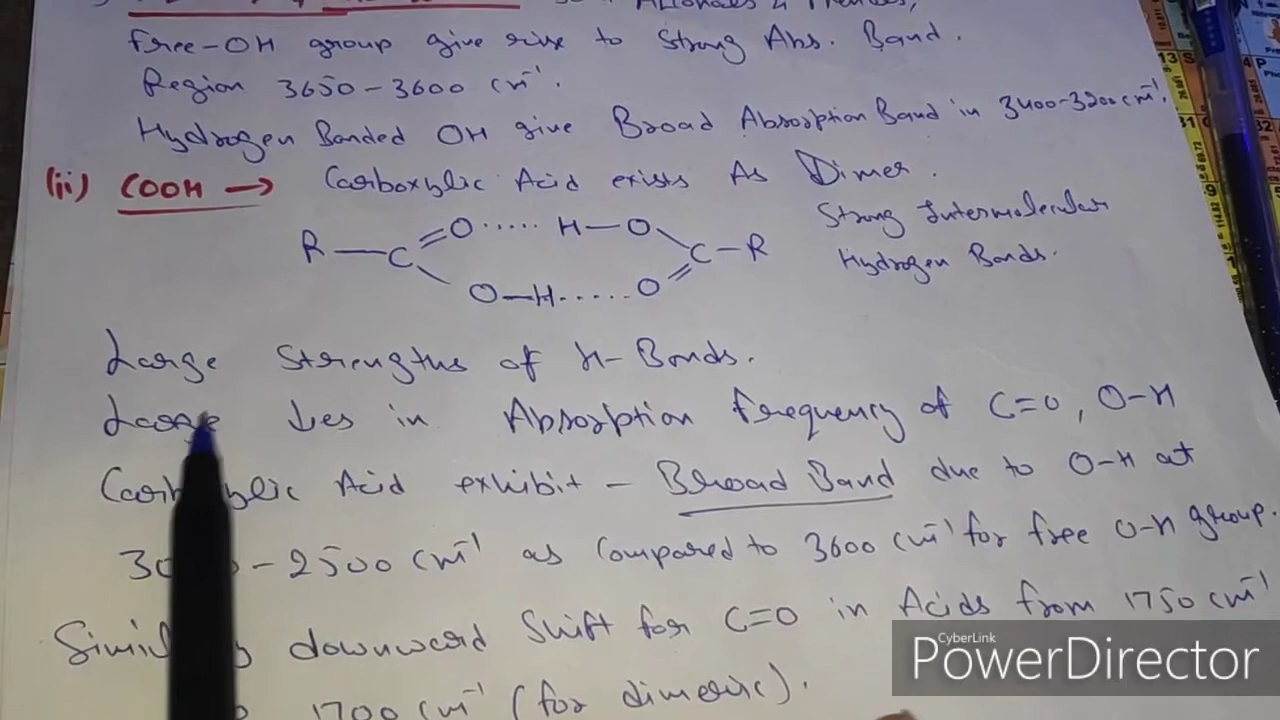 Free-OH group give rise to Strong Abs. Band.
Region 3650-3600 cm⁻¹.
Hydrogen Bonded OH give Broad Absorption Band in 3400-3200 cm⁻¹.
(ii) COOH → Carboxylic Acid exists As Dimer.
Strong Intermolecular
Hydrogen Bonds.
R—C=O.....H—O
C—R
O—H.....O
Large Strengths of H-Bonds.
Large ↓es in Absorption frequency of C=O, O-H
Acid exhibit - Broad Band due to O-H at
- 2500 cm⁻¹ as Compared to 3600 cm⁻¹ for free O-H group.
downward Shift for C=O in Acids from 1750 cm⁻¹
1700 cm⁻¹ (for dimeric).
CyberLink
PowerDirector